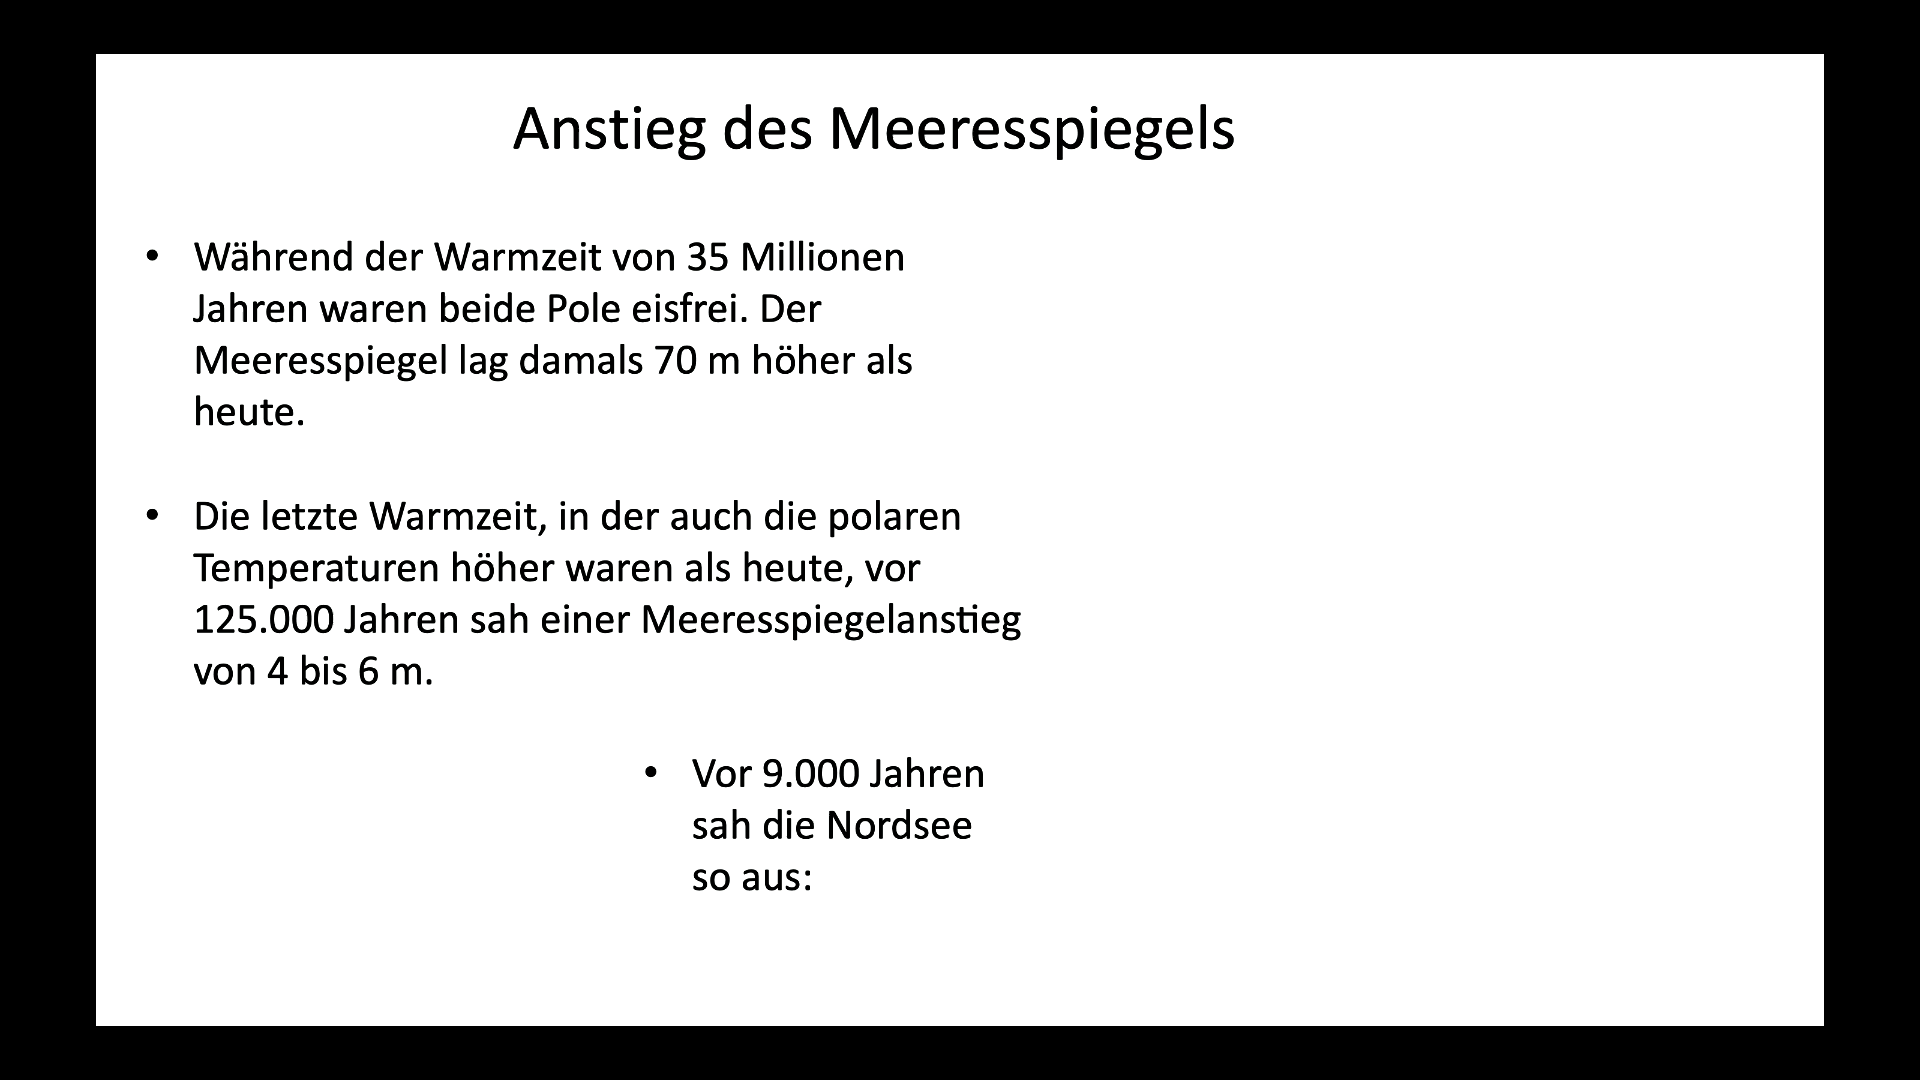 Anstieg des Meeresspiegels
• Während der Warmzeit von 35 Millionen
Jahren waren beide Pole eisfrei. Der
Meeresspiegel lag damals 70 m höher als
heute.
• Die letzte Warmzeit, in der auch die polaren
Temperaturen höher waren als heute, vor
125.000 Jahren sah einer Meeresspiegelanstieg
von 4 bis 6 m.
• Vor 9.000 Jahren
sah die Nordsee
so aus: